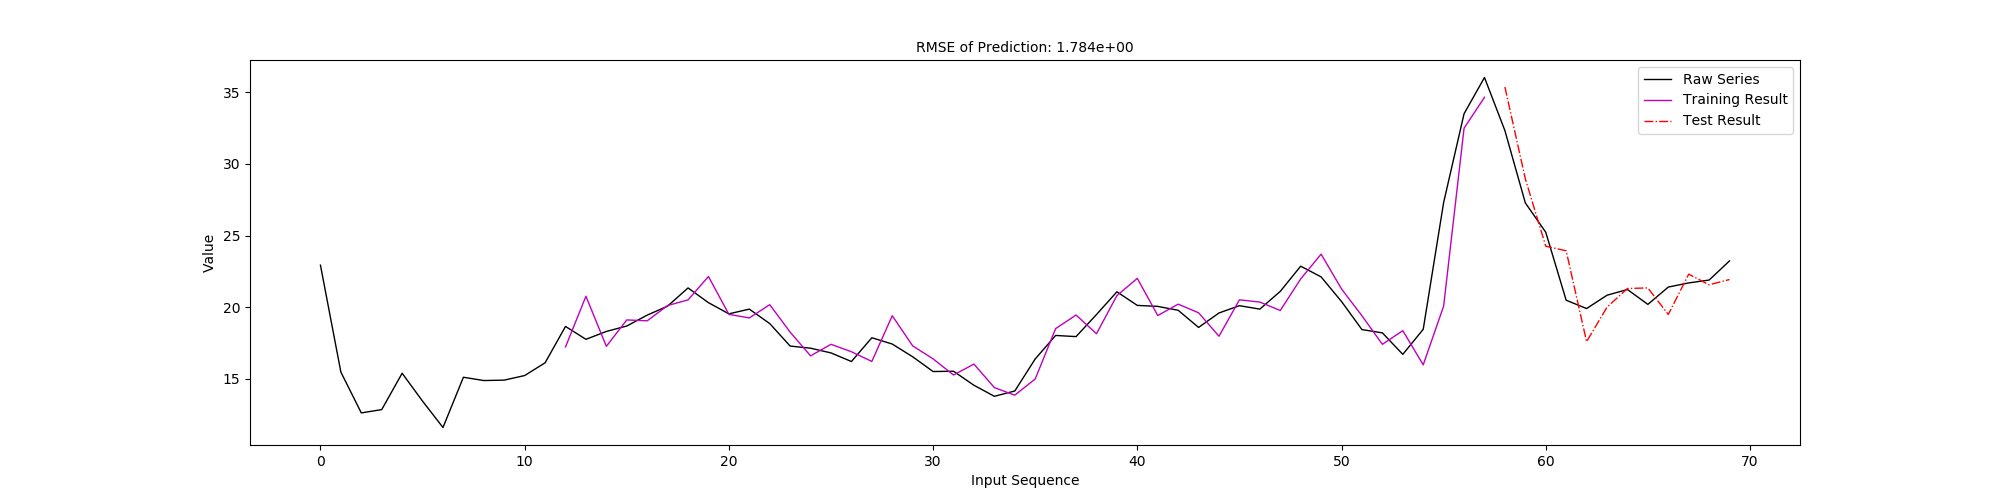 RMSE of Prediction: 1.784e+00
Raw Series
Training Result
Test Result
35
30
25
20
15
Value
0 10 20 30 40 50 60 70
Input Sequence